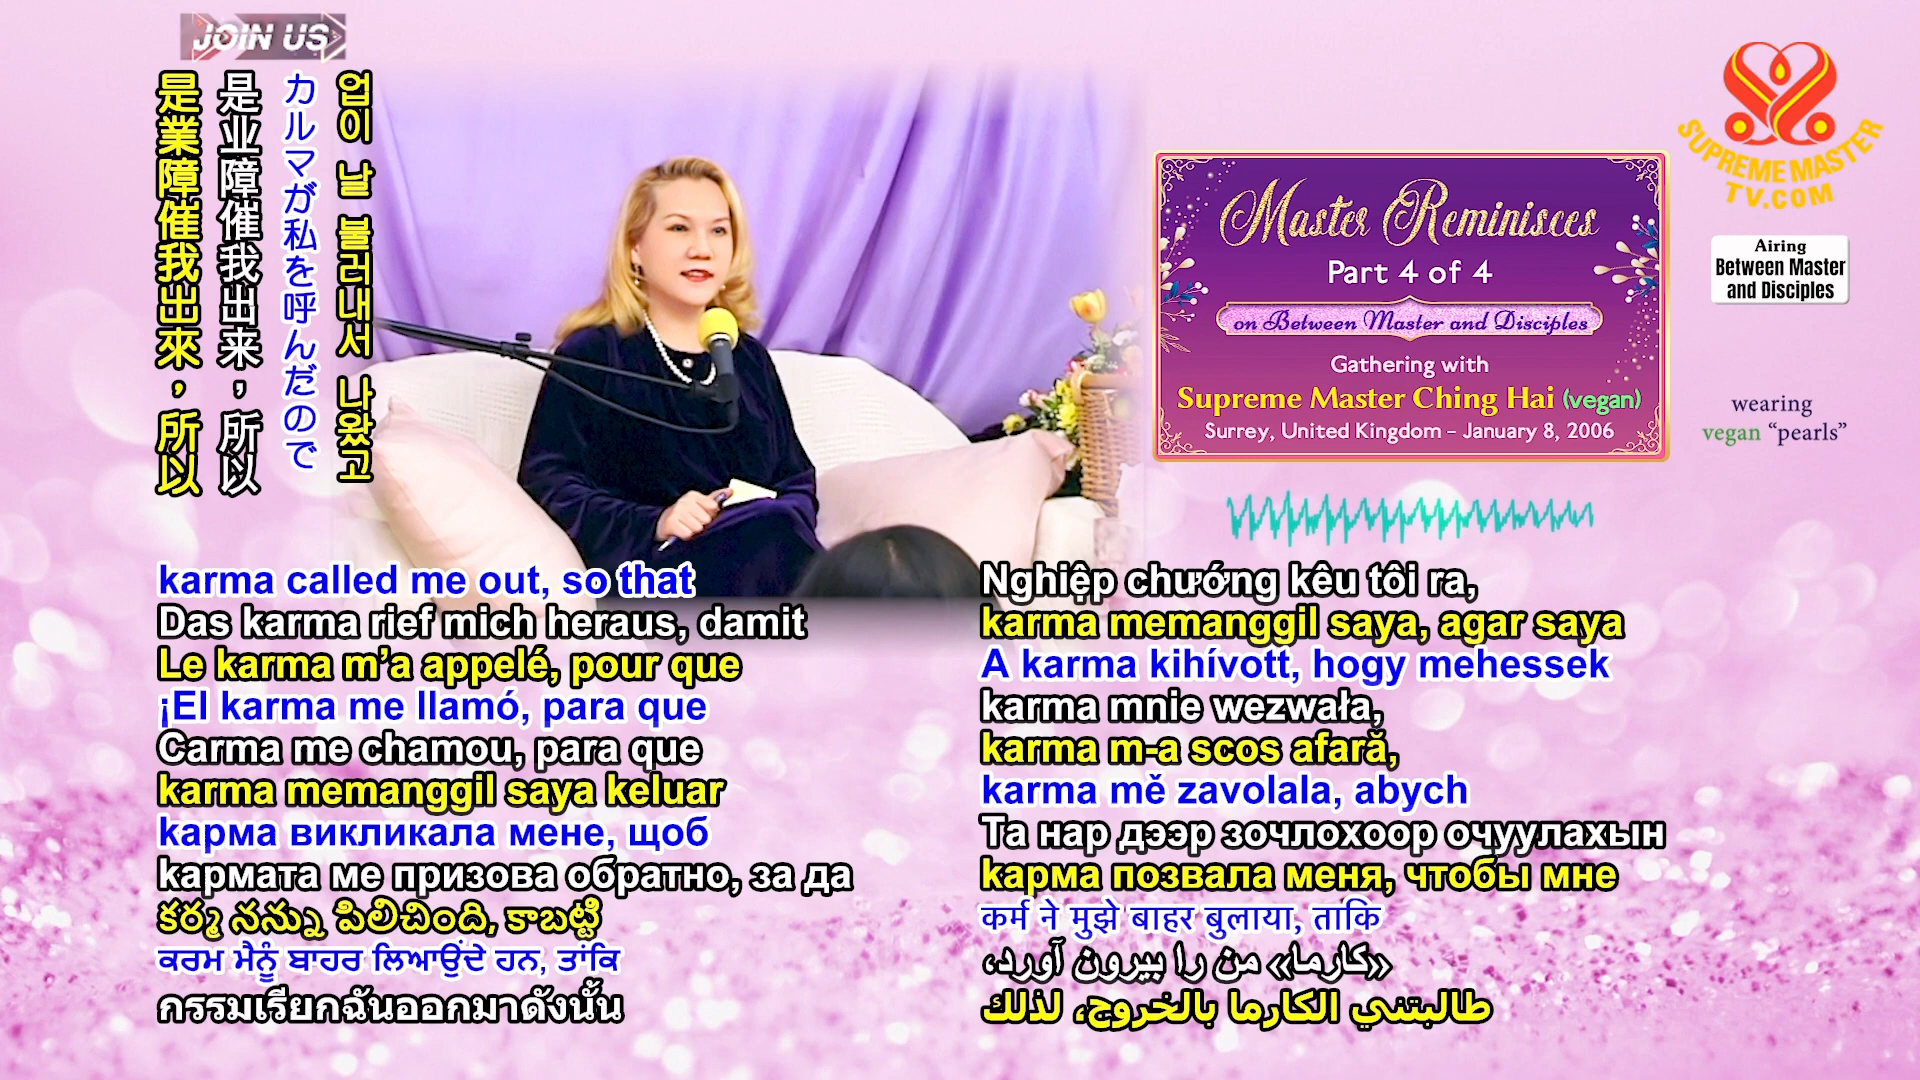 JOIN US
是業障催我出來，所以
是业障催我出来，所以
カルマが私を呼んだので
업이 날 불러내서 나왔고
SUPREME MASTER
TV.COM
Master Reminisces
Part 4 of 4
on Between Master and Disciples
Gathering with
Supreme Master Ching Hai (vegan)
Surrey, United Kingdom – January 8, 2006
Airing
Between Master
and Disciples
wearing
vegan “pearls”
karma called me out, so that
Das karma rief mich heraus, damit
Le karma m’a appelé, pour que
¡El karma me llamó, para que
Carma me chamou, para que
karma memanggil saya keluar
карма викликала мене, щоб
кармата ме призова обратно, за да
కర్మ నన్ను పిలిచింది, కాబట్టి
ਕਰਮ ਮੈਨੂੰ ਬਾਹਰ ਲਿਆਉਂਦੇ ਹਨ, ਤਾਂਕਿ
กรรมเรียกฉันออกมาดังนั้น
Nghiệp chướng kêu tôi ra,
karma memanggil saya, agar saya
A karma kihívott, hogy mehessek
karma mnie wezwała,
karma m-a scos afară,
karma mě zavolala, abych
Та нар дээр зочлохоор очуулахын
карма позвала меня, чтобы мне
कर्म ने मुझे बाहर बुलाया, ताकि
«کارما» من را بیرون آورد،
طالبتني الكارما بالخروج، لذلك